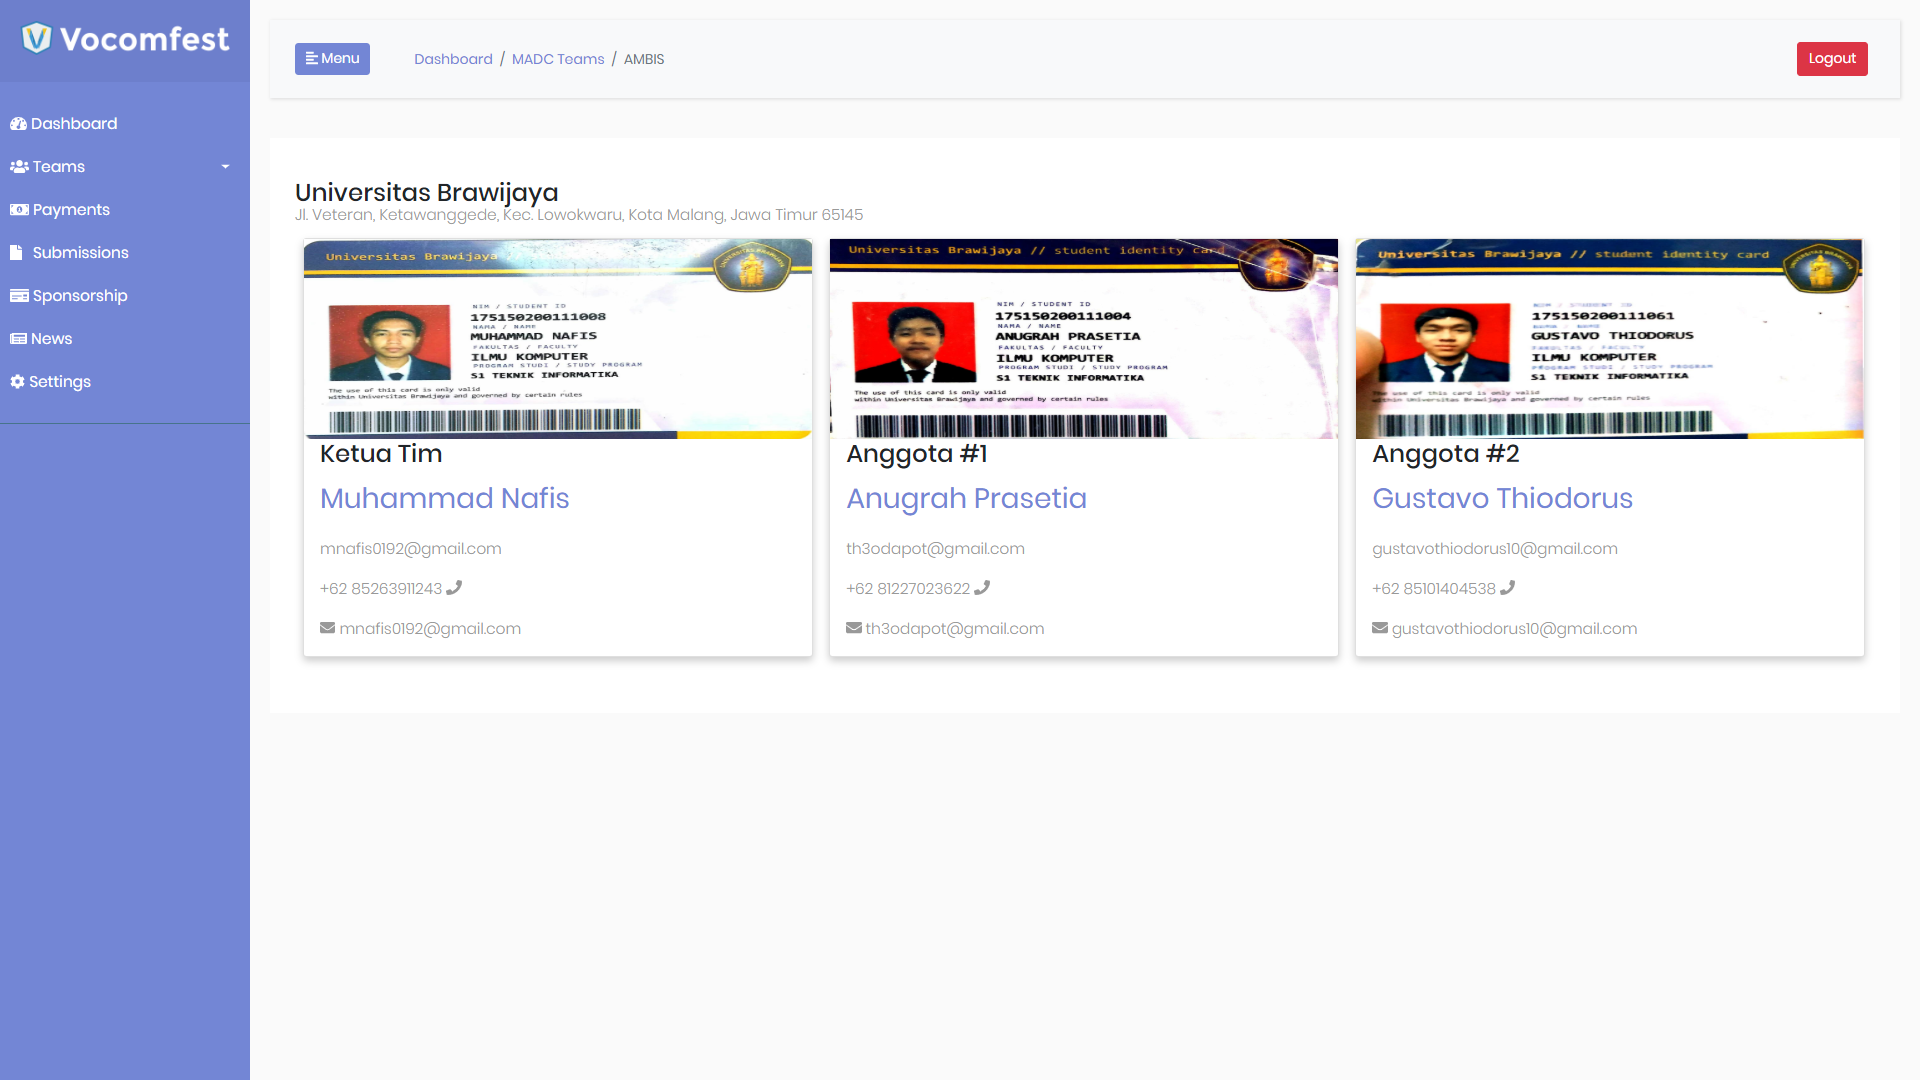 Vocomfest
Menu
Dashboard / MADC Teams / AMBIS
Logout
Dashboard
Teams
Payments
Submissions
Sponsorship
News
Settings
Universitas Brawijaya
Jl. Veteran, Ketawanggede, Kec. Lowokwaru, Kota Malang, Jawa Timur 65145
Universitas Brawijaya
NIM / STUDENT ID
175150200111008
NAMA / NAME
MUHAMMAD NAFIS
FAKULTAS / FACULTY
ILMU KOMPUTER
PROGRAM STUDI / STUDY PROGRAM
S1 TEKNIK INFORMATIKA
The use of this card is only valid
within Universitas Brawijaya and governed by certain rules
Ketua Tim
Muhammad Nafis
mnafis0192@gmail.com
+62 85263911243
mnafis0192@gmail.com
Universitas Brawijaya // student identity card
NIM / STUDENT ID
175150200111004
NAMA / NAME
ANUGRAH PRASETIA
FAKULTAS / FACULTY
ILMU KOMPUTER
PROGRAM STUDI / STUDY PROGRAM
S1 TEKNIK INFORMATIKA
The use of this card is only valid
within Universitas Brawijaya and governed by certain rules
Anggota #1
Anugrah Prasetia
th3odapot@gmail.com
+62 81227023622
th3odapot@gmail.com
Universitas Brawijaya // student identity card
NIM / STUDENT ID
175150200111061
NAMA / NAME
GUSTAVO THIODORUS
FAKULTAS / FACULTY
ILMU KOMPUTER
PROGRAM STUDI / STUDY PROGRAM
S1 TEKNIK INFORMATIKA
The use of this card is only valid
within Universitas Brawijaya and governed by certain rules
Anggota #2
Gustavo Thiodorus
gustavothiodorus10@gmail.com
+62 85101404538
gustavothiodorus10@gmail.com